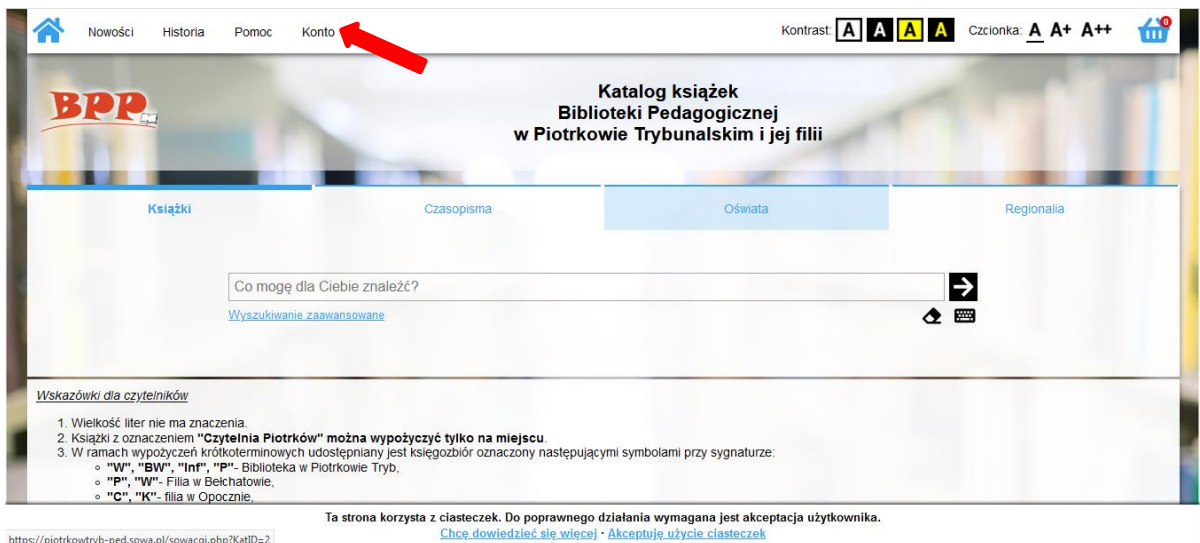 Nowości Historia Pomoc Konto Kontrast: A A A A Czcionka: A A+ A++ 0
BPP
Katalog książek
Biblioteki Pedagogicznej
w Piotrkowie Trybunalskim i jej filii
Książki Czasopisma Oświata Regionalia
Co mogę dla Ciebie znaleźć?
Wyszukiwanie zaawansowane
Wskazówki dla czytelników
1. Wielkość liter nie ma znaczenia.
2. Książki z oznaczeniem "Czytelnia Piotrków" można wypożyczyć tylko na miejscu.
3. W ramach wypożyczeń krótkoterminowych udostępniany jest księgozbiór oznaczony następującymi symbolami przy sygnaturze:
"W", "BW", "Inf", "P"- Biblioteka w Piotrkowie Tryb,
"P", "W"- Filia w Bełchatowie,
"C", "K"- filia w Opocznie,
Ta strona korzysta z ciasteczek. Do poprawnego działania wymagana jest akceptacja użytkownika.
Chcę dowiedzieć się więcej · Akceptuję użycie ciasteczek
https://piotrkowtryb-ped.sowa.pl/sowacgi.php?KatID=2